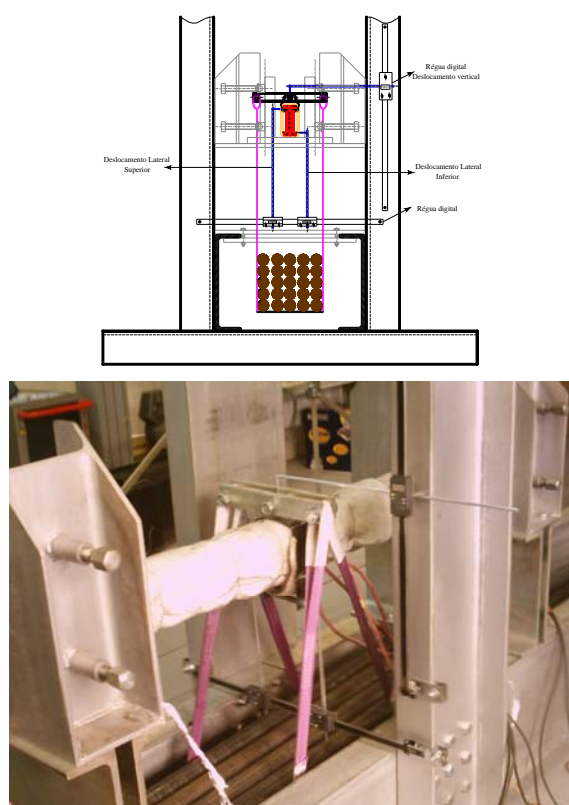 Régua digital
Deslocamento vertical
Deslocamento Lateral
Superior
Deslocamento Lateral
Inferior
Régua digital